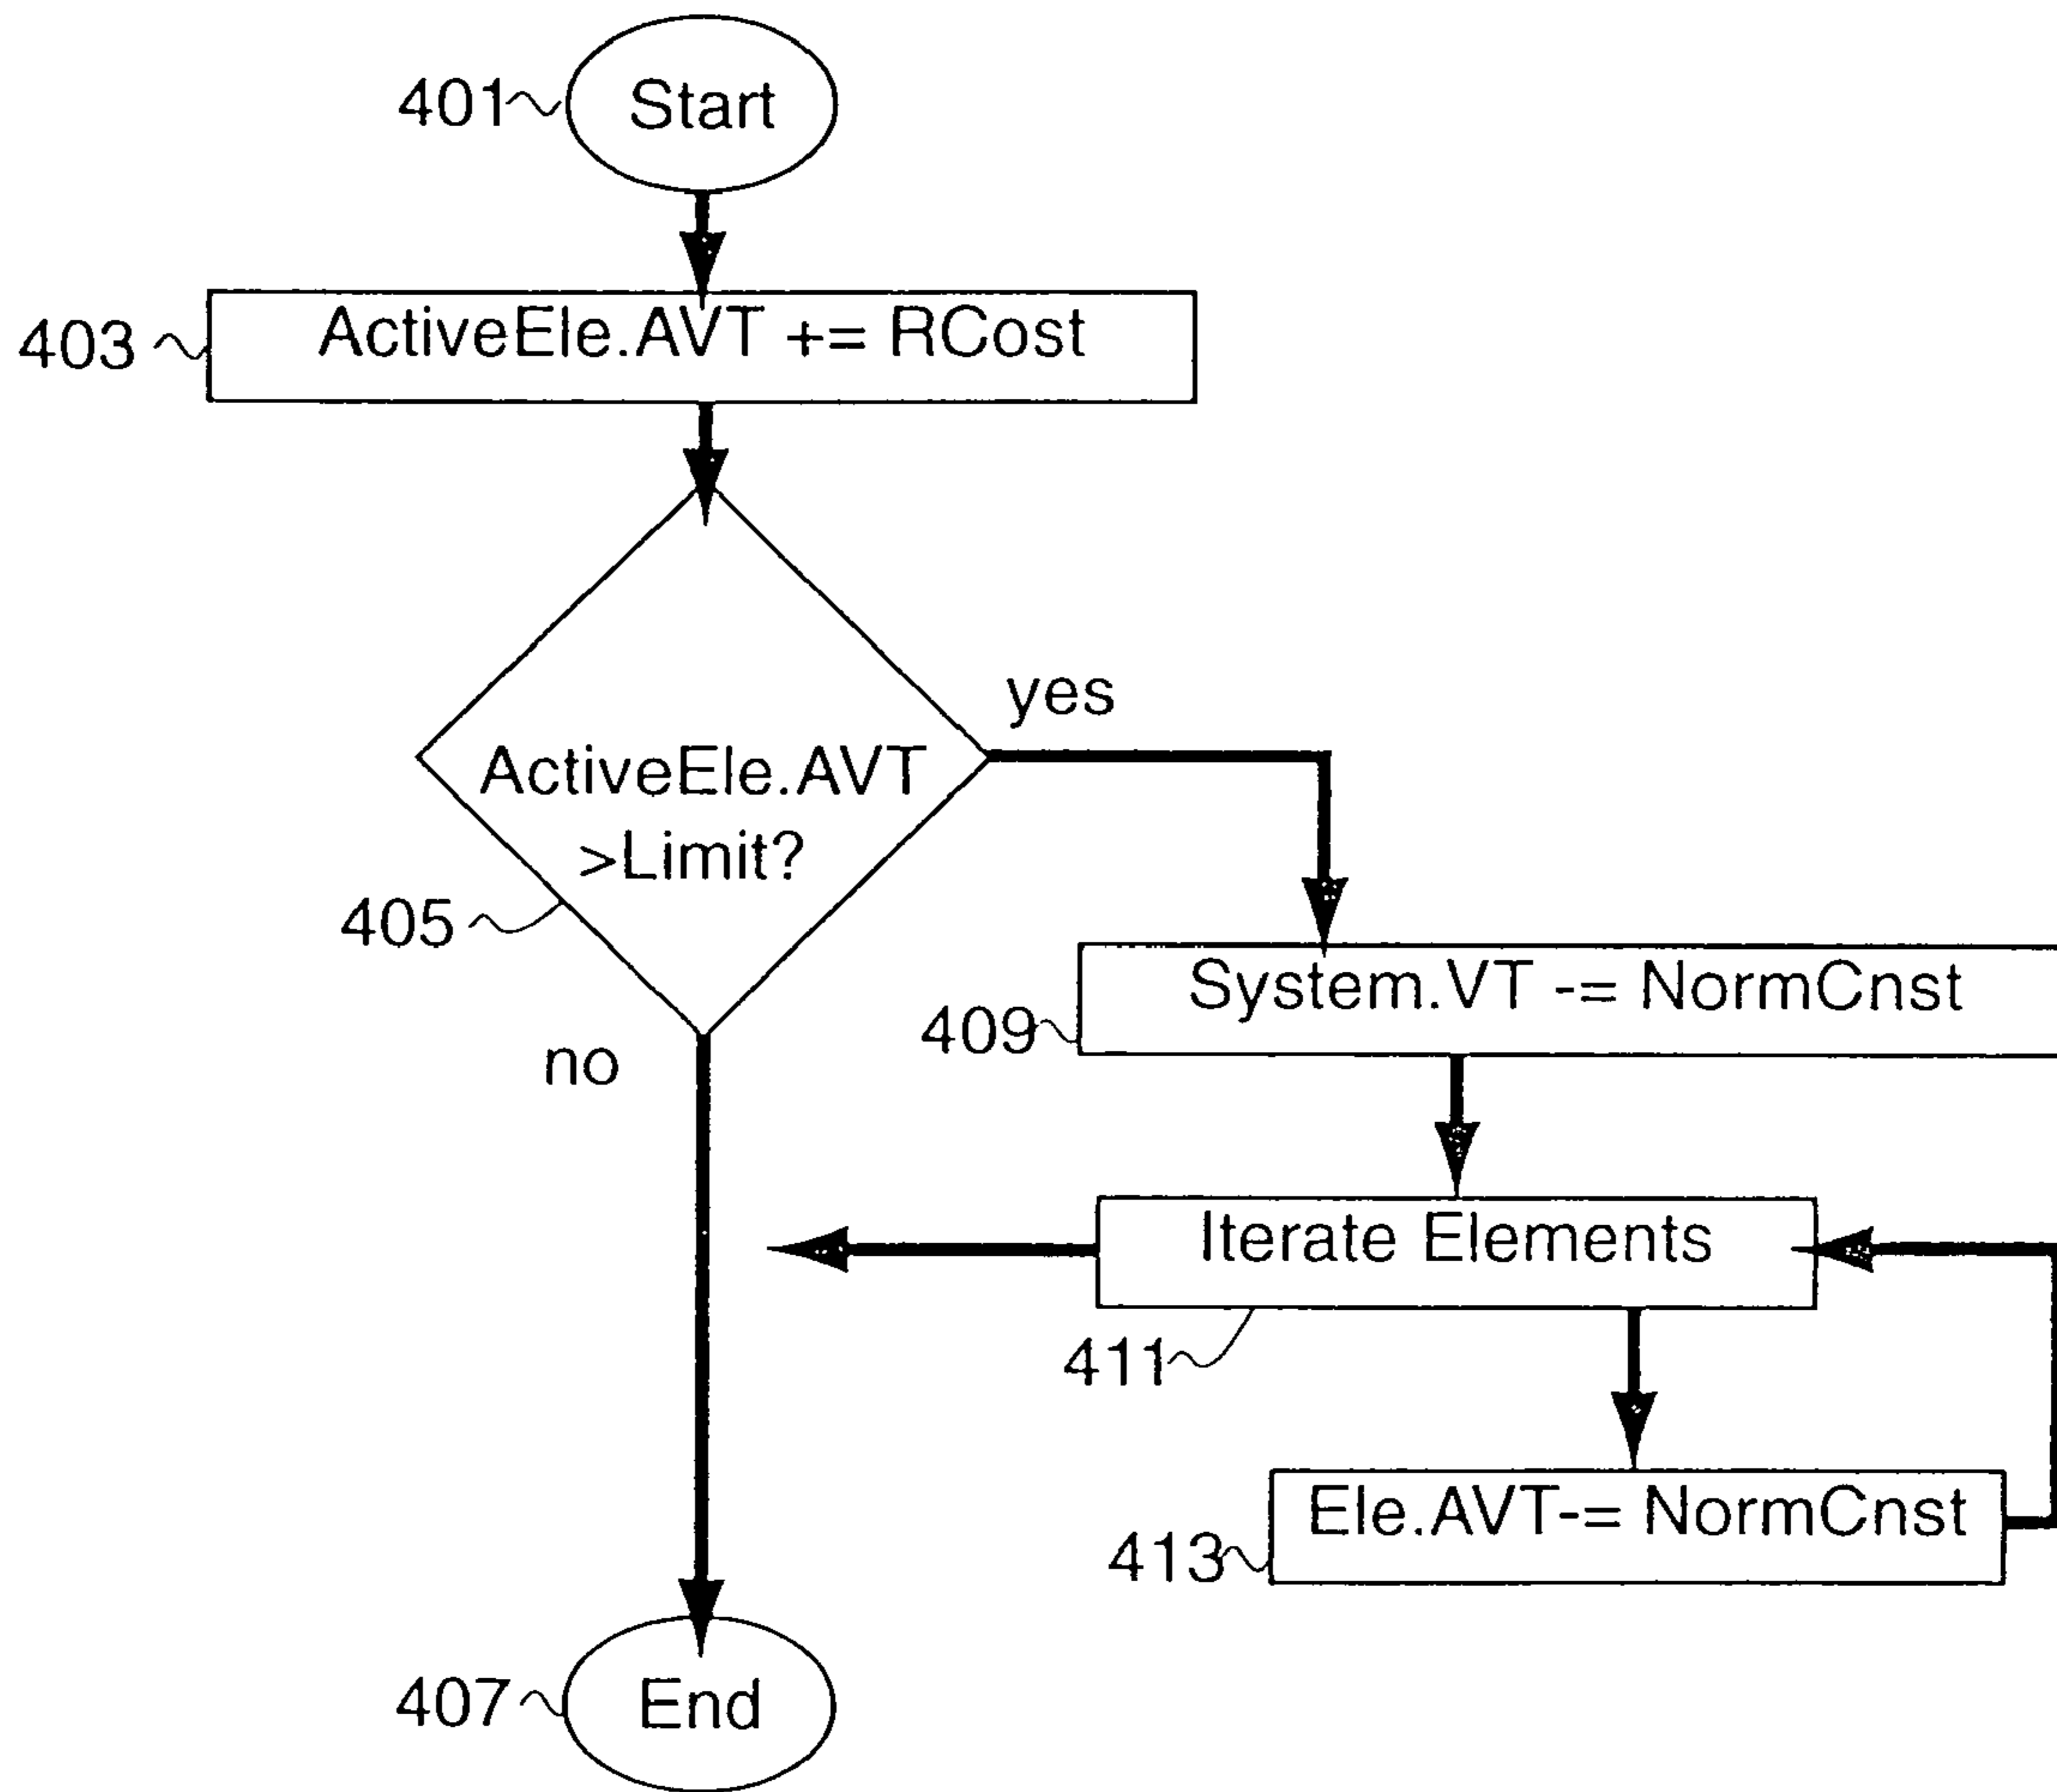 401
Start
403
ActiveEle.AVT += RCost
yes
ActiveEle.AVT
>Limit?
405
no
System.VT -= NormCnst
409
Iterate Elements
411
Ele.AVT-= NormCnst
413
407
End